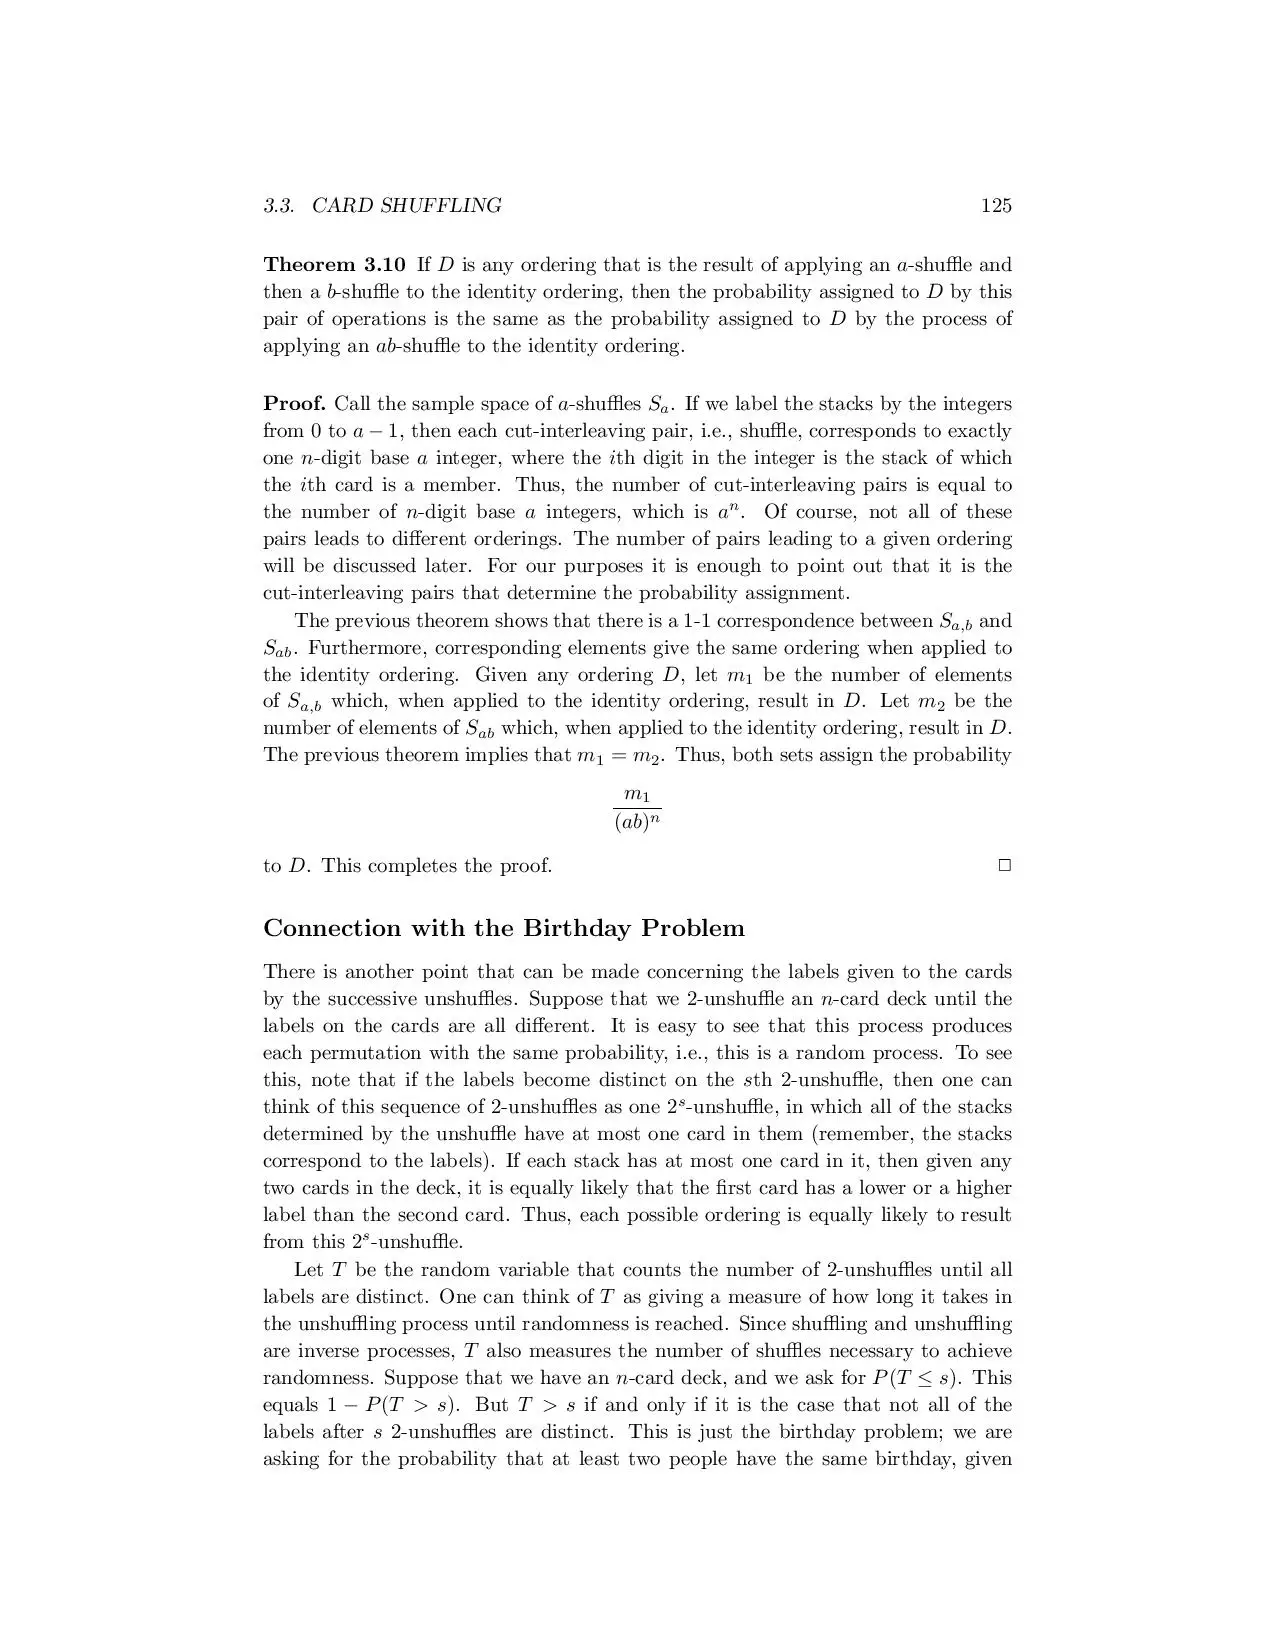 3.3. CARD SHUFFLING 125
Theorem 3.10 If D is any ordering that is the result of applying an a-shuffle and
then a b-shuffle to the identity ordering, then the probability assigned to D by this
pair of operations is the same as the probability assigned to D by the process of
applying an ab-shuffle to the identity ordering.
Proof. Call the sample space of a-shuffles Sₐ. If we label the stacks by the integers
from 0 to a − 1, then each cut-interleaving pair, i.e., shuffle, corresponds to exactly
one n-digit base a integer, where the ith digit in the integer is the stack of which
the ith card is a member. Thus, the number of cut-interleaving pairs is equal to
the number of n-digit base a integers, which is aⁿ. Of course, not all of these
pairs leads to different orderings. The number of pairs leading to a given ordering
will be discussed later. For our purposes it is enough to point out that it is the
cut-interleaving pairs that determine the probability assignment.
The previous theorem shows that there is a 1-1 correspondence between S_{a,b} and
S_{ab}. Furthermore, corresponding elements give the same ordering when applied to
the identity ordering. Given any ordering D, let m₁ be the number of elements
of S_{a,b} which, when applied to the identity ordering, result in D. Let m₂ be the
number of elements of S_{ab} which, when applied to the identity ordering, result in D.
The previous theorem implies that m₁ = m₂. Thus, both sets assign the probability
m₁
(ab)ⁿ
to D. This completes the proof. □
Connection with the Birthday Problem
There is another point that can be made concerning the labels given to the cards
by the successive unshuffles. Suppose that we 2-unshuffle an n-card deck until the
labels on the cards are all different. It is easy to see that this process produces
each permutation with the same probability, i.e., this is a random process. To see
this, note that if the labels become distinct on the sth 2-unshuffle, then one can
think of this sequence of 2-unshuffles as one 2ˢ-unshuffle, in which all of the stacks
determined by the unshuffle have at most one card in them (remember, the stacks
correspond to the labels). If each stack has at most one card in it, then given any
two cards in the deck, it is equally likely that the first card has a lower or a higher
label than the second card. Thus, each possible ordering is equally likely to result
from this 2ˢ-unshuffle.
Let T be the random variable that counts the number of 2-unshuffles until all
labels are distinct. One can think of T as giving a measure of how long it takes in
the unshuffling process until randomness is reached. Since shuffling and unshuffling
are inverse processes, T also measures the number of shuffles necessary to achieve
randomness. Suppose that we have an n-card deck, and we ask for P(T ≤ s). This
equals 1 − P(T > s). But T > s if and only if it is the case that not all of the
labels after s 2-unshuffles are distinct. This is just the birthday problem; we are
asking for the probability that at least two people have the same birthday, given